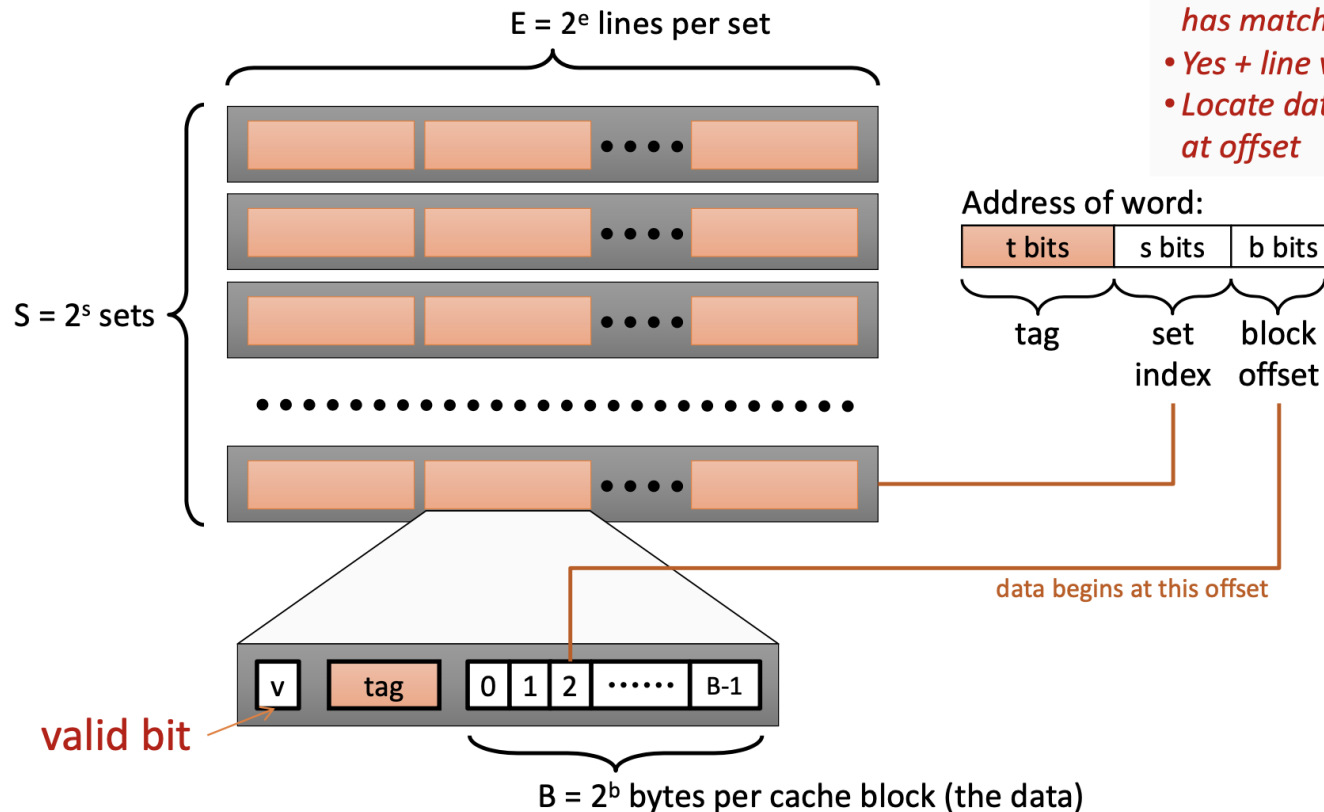 E = 2ᵉ lines per set
has match
• Yes + line v
• Locate dat
at offset
Address of word:
t bits s bits b bits
tag set block
index offset
S = 2ˢ sets
data begins at this offset
v tag 0 1 2 •••••• B-1
valid bit
B = 2ᵇ bytes per cache block (the data)